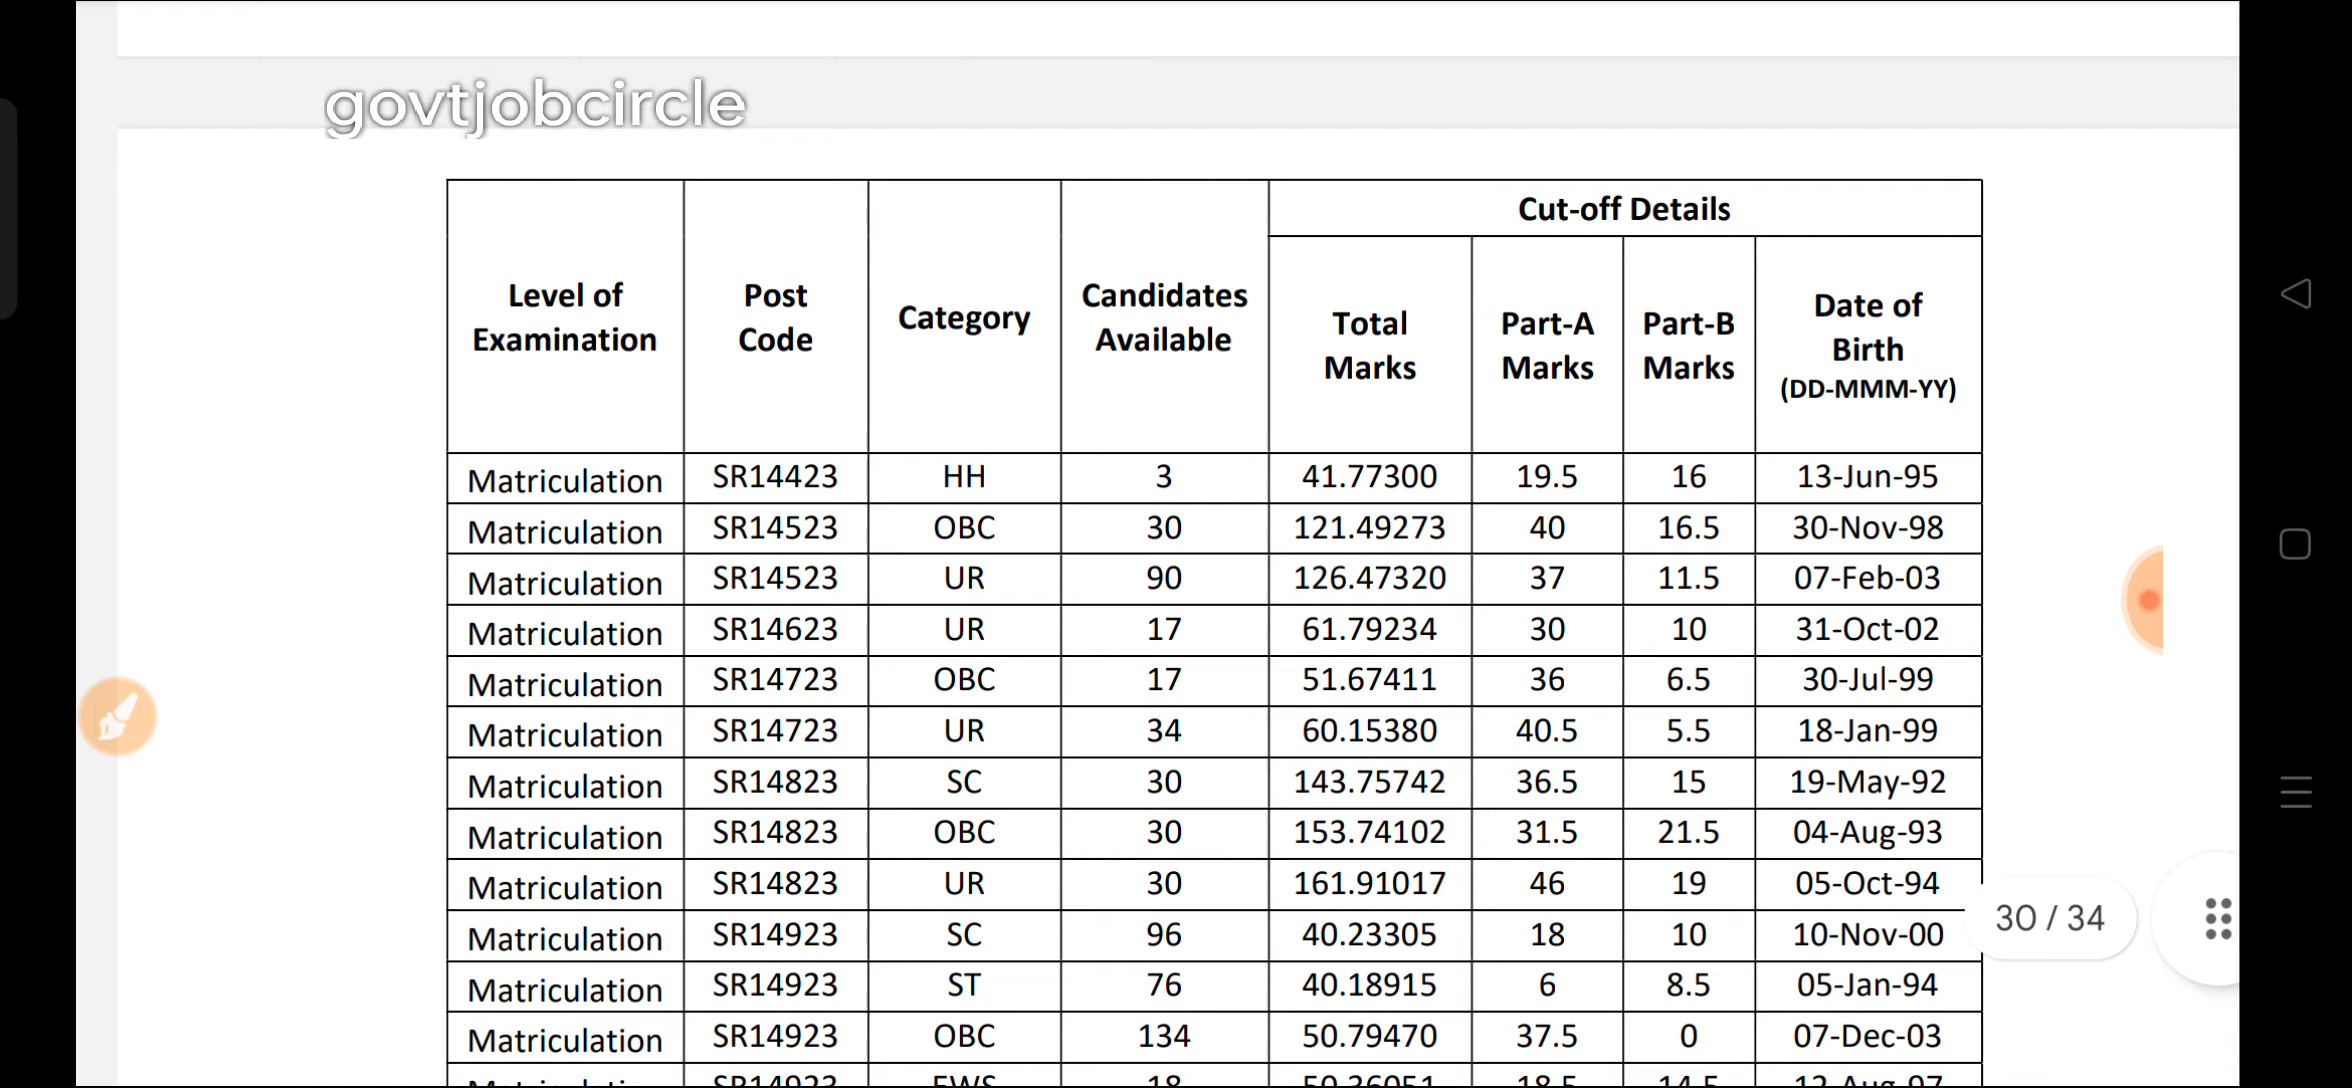 govtjobcircle
Cut-off Details
Level of Examination Post Code Category Candidates Available Total Marks Part-A Marks Part-B Marks Date of Birth (DD-MMM-YY)
Matriculation SR14423 HH 3 41.77300 19.5 16 13-Jun-95
Matriculation SR14523 OBC 30 121.49273 40 16.5 30-Nov-98
Matriculation SR14523 UR 90 126.47320 37 11.5 07-Feb-03
Matriculation SR14623 UR 17 61.79234 30 10 31-Oct-02
Matriculation SR14723 OBC 17 51.67411 36 6.5 30-Jul-99
Matriculation SR14723 UR 34 60.15380 40.5 5.5 18-Jan-99
Matriculation SR14823 SC 30 143.75742 36.5 15 19-May-92
Matriculation SR14823 OBC 30 153.74102 31.5 21.5 04-Aug-93
Matriculation SR14823 UR 30 161.91017 46 19 05-Oct-94
30 / 34
Matriculation SR14923 SC 96 40.23305 18 10 10-Nov-00
Matriculation SR14923 ST 76 40.18915 6 8.5 05-Jan-94
Matriculation SR14923 OBC 134 50.79470 37.5 0 07-Dec-03